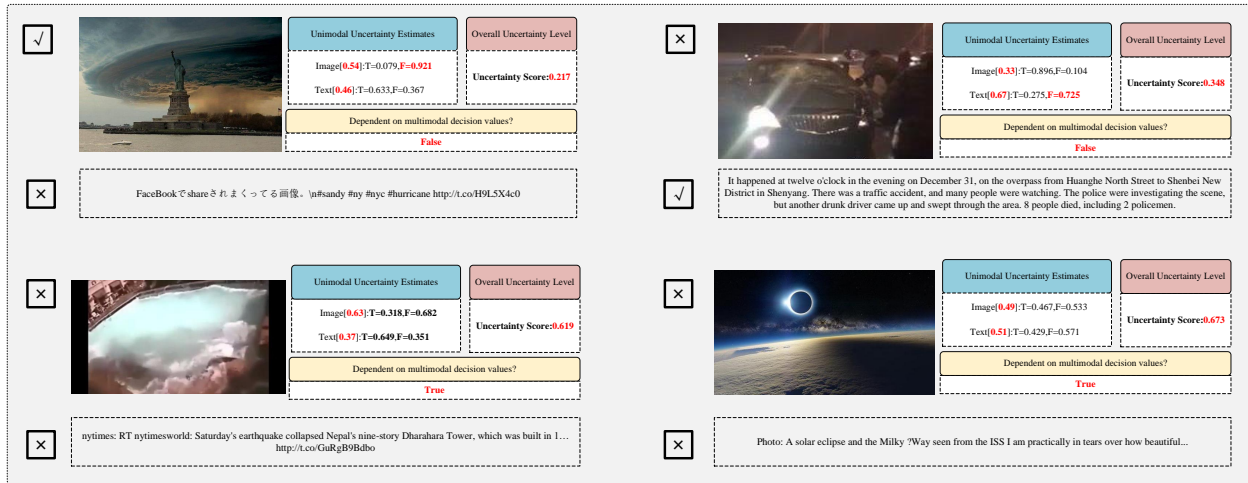 √
Unimodal Uncertainty Estimates
Overall Uncertainty Level
Image[0.54]:T=0.079,F=0.921
Text[0.46]:T=0.633,F=0.367
Uncertainty Score:0.217
Dependent on multimodal decision values?
False
×
FaceBookでshareされまくってる画像。\n#sandy #ny #nyc #hurricane http://t.co/H9L5X4c0
×
Unimodal Uncertainty Estimates
Overall Uncertainty Level
Image[0.33]:T=0.896,F=0.104
Text[0.67]:T=0.275,F=0.725
Uncertainty Score:0.348
Dependent on multimodal decision values?
False
√
It happened at twelve o'clock in the evening on December 31, on the overpass from Huanghe North Street to Shenbei New
District in Shenyang. There was a traffic accident, and many people were watching. The police were investigating the scene,
but another drunk driver came up and swept through the area. 8 people died, including 2 policemen.
×
Unimodal Uncertainty Estimates
Overall Uncertainty Level
Image[0.63]:T=0.318,F=0.682
Text[0.37]:T=0.649,F=0.351
Uncertainty Score:0.619
Dependent on multimodal decision values?
True
×
nytimes: RT nytimesworld: Saturday's earthquake collapsed Nepal's nine-story Dharahara Tower, which was built in 1…
http://t.co/GuRgB9Bdbo
×
Unimodal Uncertainty Estimates
Overall Uncertainty Level
Image[0.49]:T=0.467,F=0.533
Text[0.51]:T=0.429,F=0.571
Uncertainty Score:0.673
Dependent on multimodal decision values?
True
×
Photo: A solar eclipse and the Milky ?Way seen from the ISS I am practically in tears over how beautiful...